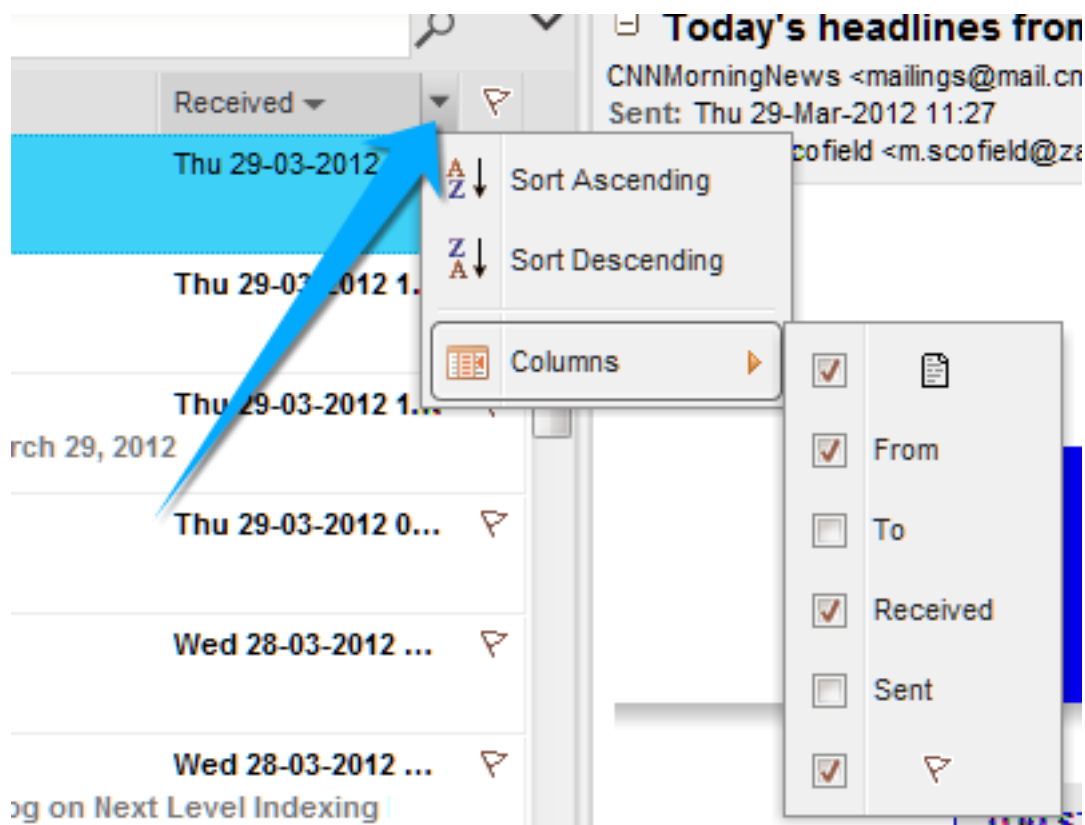 Today's headlines from
CNNMorningNews <mailings@mail.cn
Sent: Thu 29-Mar-2012 11:27
cofield <m.scofield@za
Received
Thu 29-03-2012
Thu 29-03-2012 1...
Thu 29-03-2012 1...
rch 29, 2012
Thu 29-03-2012 0...
Wed 28-03-2012 ...
Wed 28-03-2012 ...
og on Next Level Indexing
Sort Ascending
Sort Descending
Columns
From
To
Received
Sent